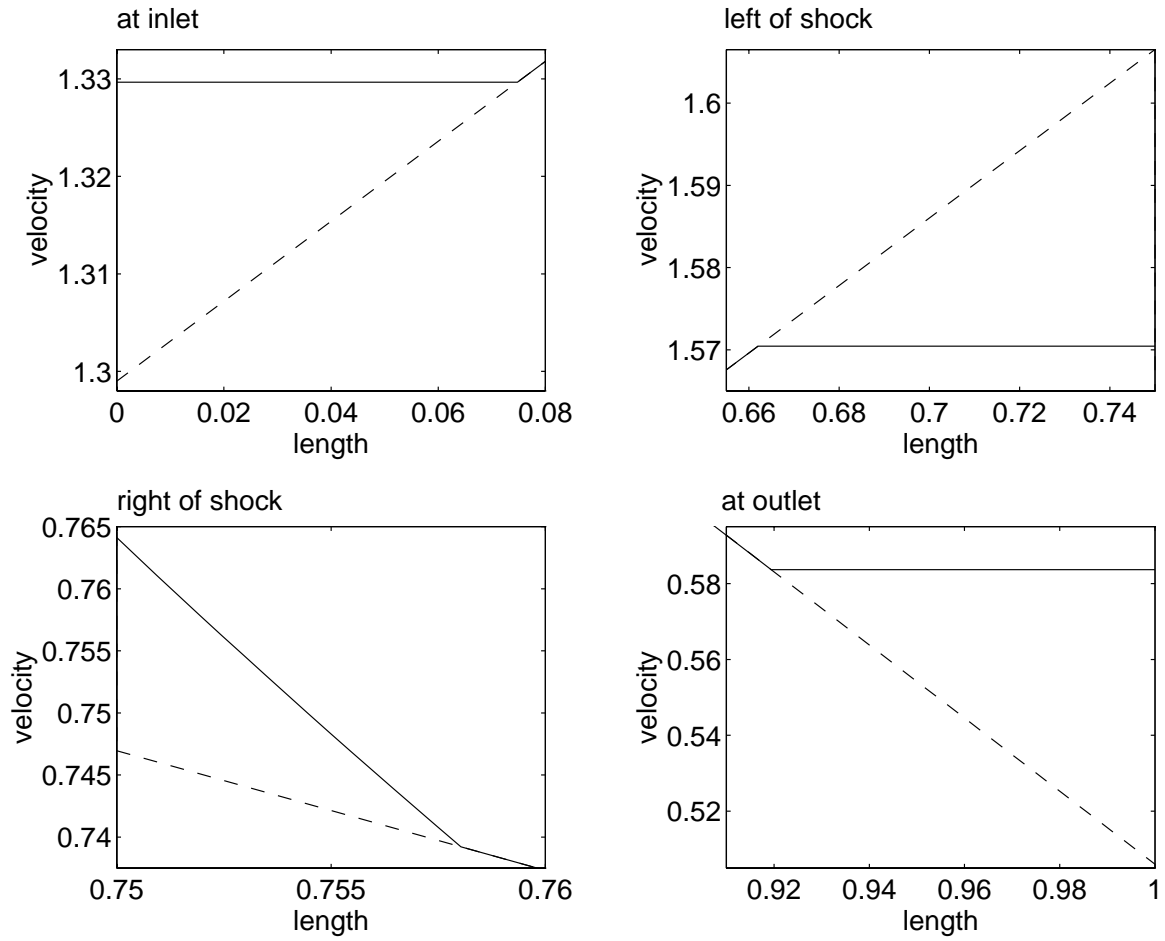 at inlet
1.33
1.32
1.31
1.3
velocity
0 0.02 0.04 0.06 0.08
length
left of shock
1.6
1.59
1.58
1.57
velocity
0.66 0.68 0.7 0.72 0.74
length
right of shock
0.765
0.76
0.755
0.75
0.745
0.74
velocity
0.75 0.755 0.76
length
at outlet
0.58
0.56
0.54
0.52
velocity
0.92 0.94 0.96 0.98 1
length